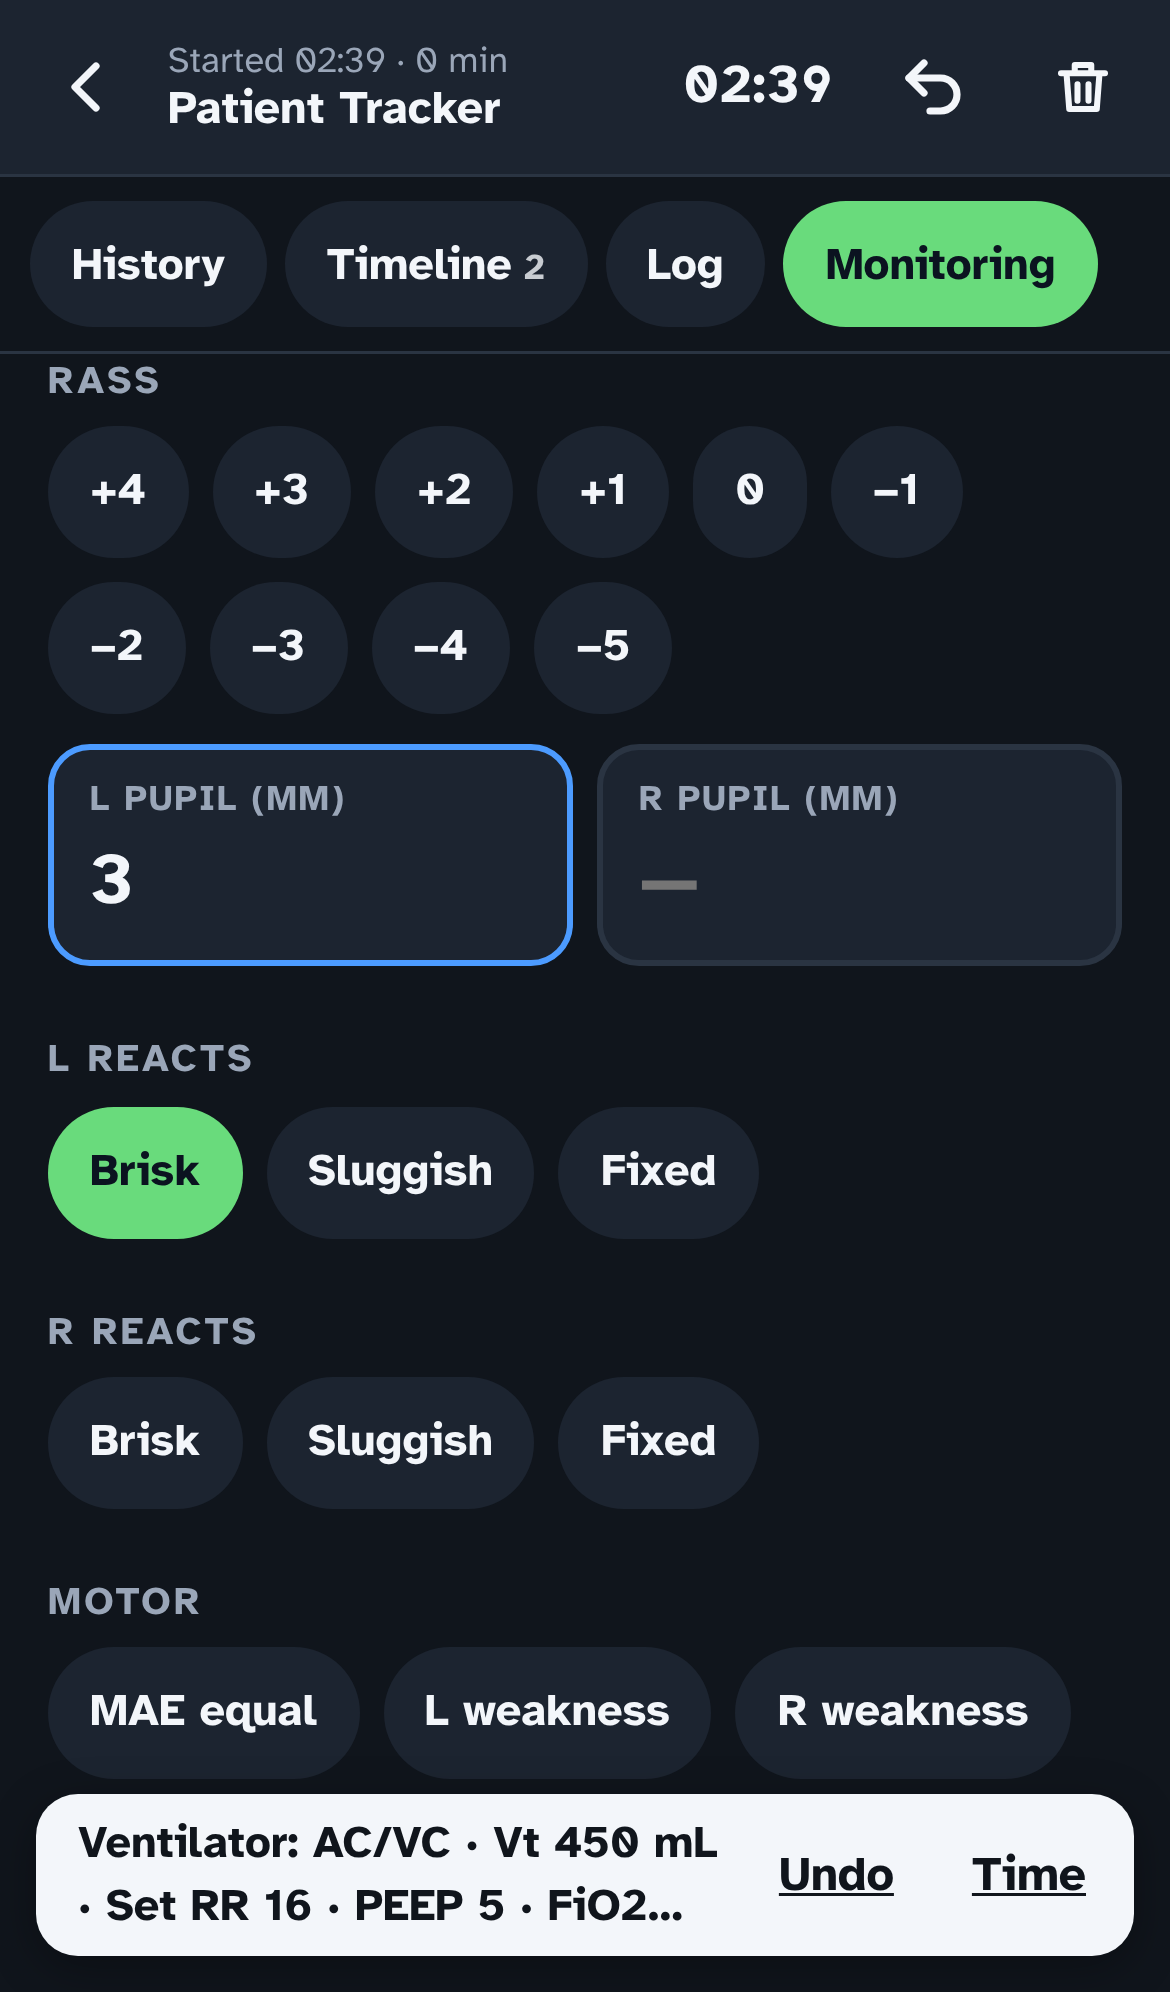 Started 02:39 · 0 min
Patient Tracker
02:39
History
Timeline 2
Log
Monitoring
RASS
+4 +3 +2 +1 0 −1
−2 −3 −4 −5
L PUPIL (MM)
3
R PUPIL (MM)
—
L REACTS
Brisk Sluggish Fixed
R REACTS
Brisk Sluggish Fixed
MOTOR
MAE equal L weakness R weakness
Ventilator: AC/VC · Vt 450 mL
· Set RR 16 · PEEP 5 · FiO2...
Undo
Time